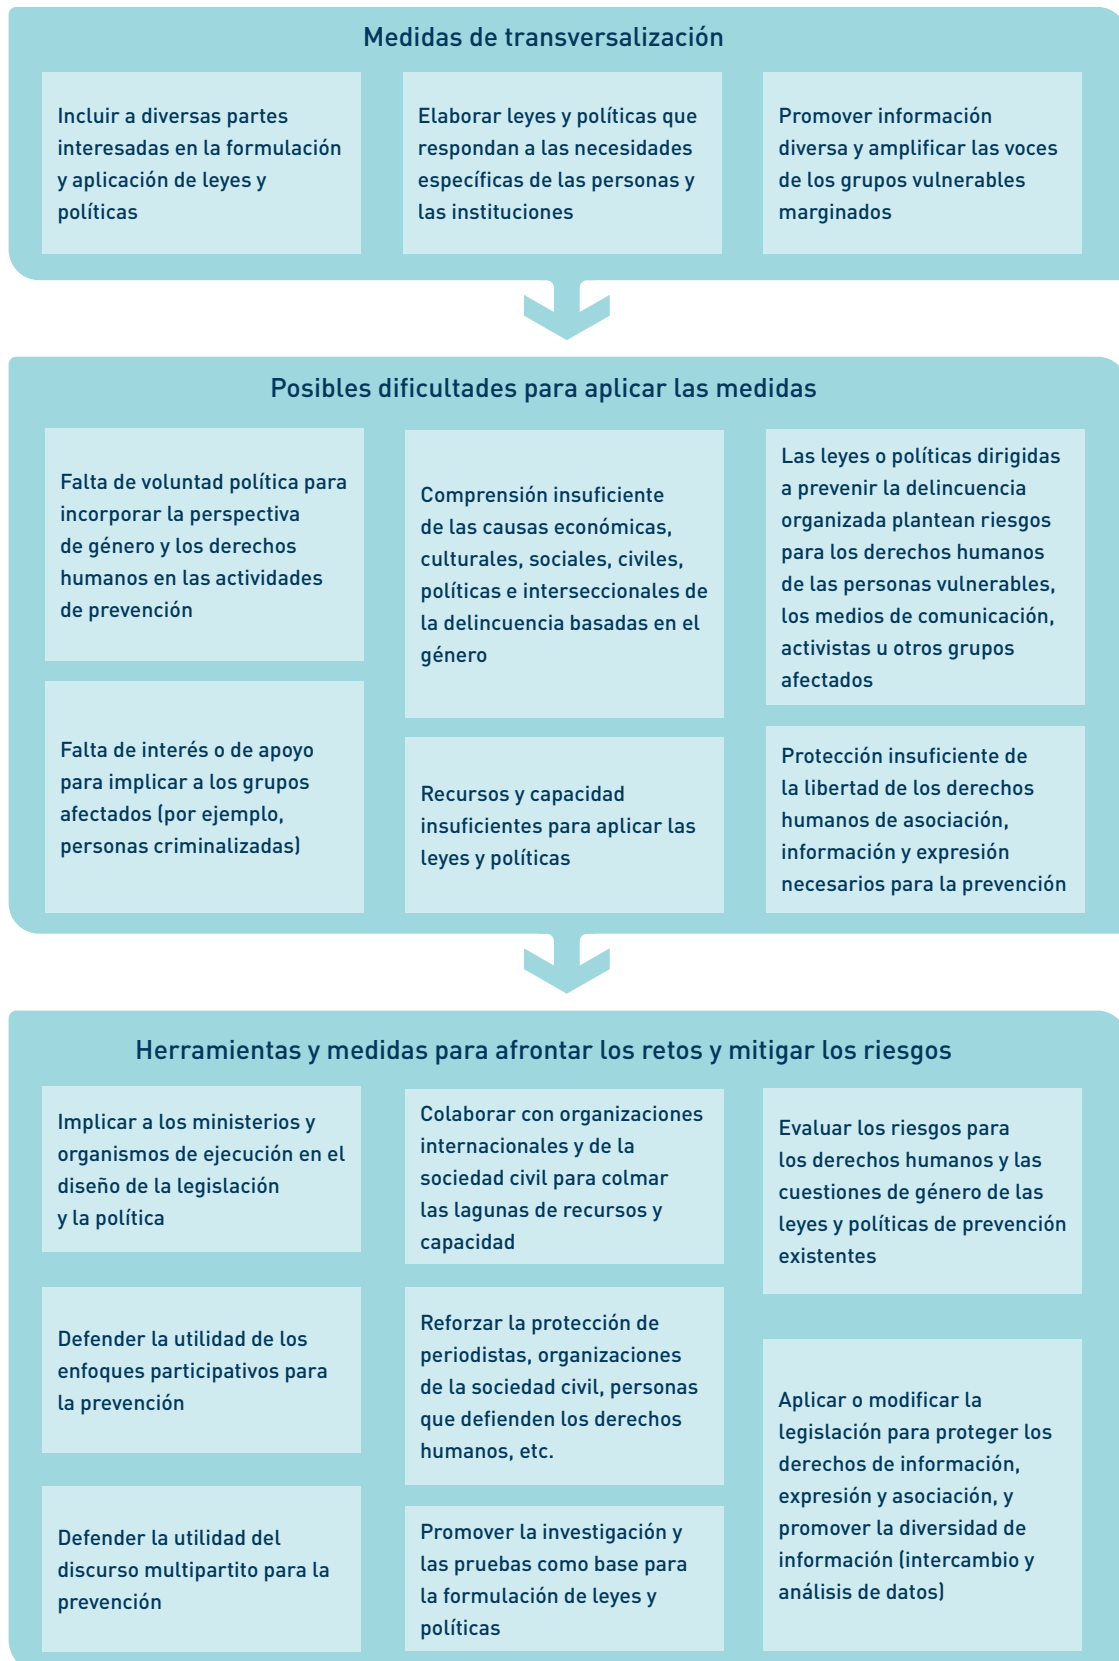 Medidas de transversalización
Incluir a diversas partes
interesadas en la formulación
y aplicación de leyes y
políticas
Elaborar leyes y políticas que
respondan a las necesidades
específicas de las personas y
las instituciones
Promover información
diversa y amplificar las voces
de los grupos vulnerables
marginados
Posibles dificultades para aplicar las medidas
Falta de voluntad política para
incorporar la perspectiva
de género y los derechos
humanos en las actividades
de prevención
Falta de interés o de apoyo
para implicar a los grupos
afectados (por ejemplo,
personas criminalizadas)
Comprensión insuficiente
de las causas económicas,
culturales, sociales, civiles,
políticas e interseccionales de
la delincuencia basadas en el
género
Recursos y capacidad
insuficientes para aplicar las
leyes y políticas
Las leyes o políticas dirigidas
a prevenir la delincuencia
organizada plantean riesgos
para los derechos humanos
de las personas vulnerables,
los medios de comunicación,
activistas u otros grupos
afectados
Protección insuficiente de
la libertad de los derechos
humanos de asociación,
información y expresión
necesarios para la prevención
Herramientas y medidas para afrontar los retos y mitigar los riesgos
Implicar a los ministerios y
organismos de ejecución en el
diseño de la legislación
y la política
Defender la utilidad de los
enfoques participativos para
la prevención
Defender la utilidad del
discurso multipartito para la
prevención
Colaborar con organizaciones
internacionales y de la
sociedad civil para colmar
las lagunas de recursos y
capacidad
Reforzar la protección de
periodistas, organizaciones
de la sociedad civil, personas
que defienden los derechos
humanos, etc.
Promover la investigación y
las pruebas como base para
la formulación de leyes y
políticas
Evaluar los riesgos para
los derechos humanos y las
cuestiones de género de las
leyes y políticas de prevención
existentes
Aplicar o modificar la
legislación para proteger los
derechos de información,
expresión y asociación, y
promover la diversidad de
información (intercambio y
análisis de datos)